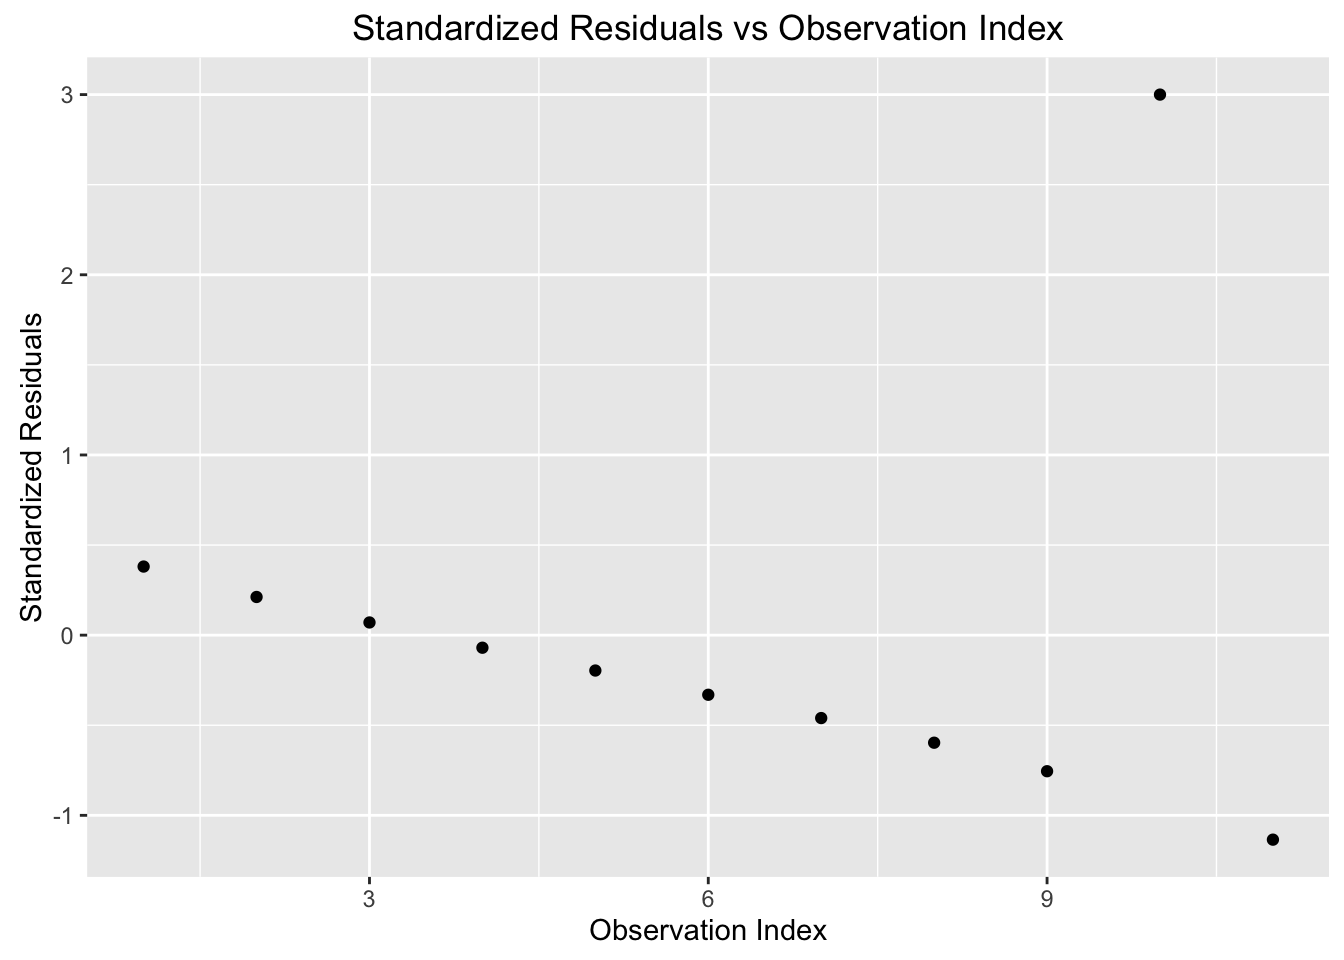 Standardized Residuals vs Observation Index
Standardized Residuals
3
2
1
0
-1
3
6
9
Observation Index